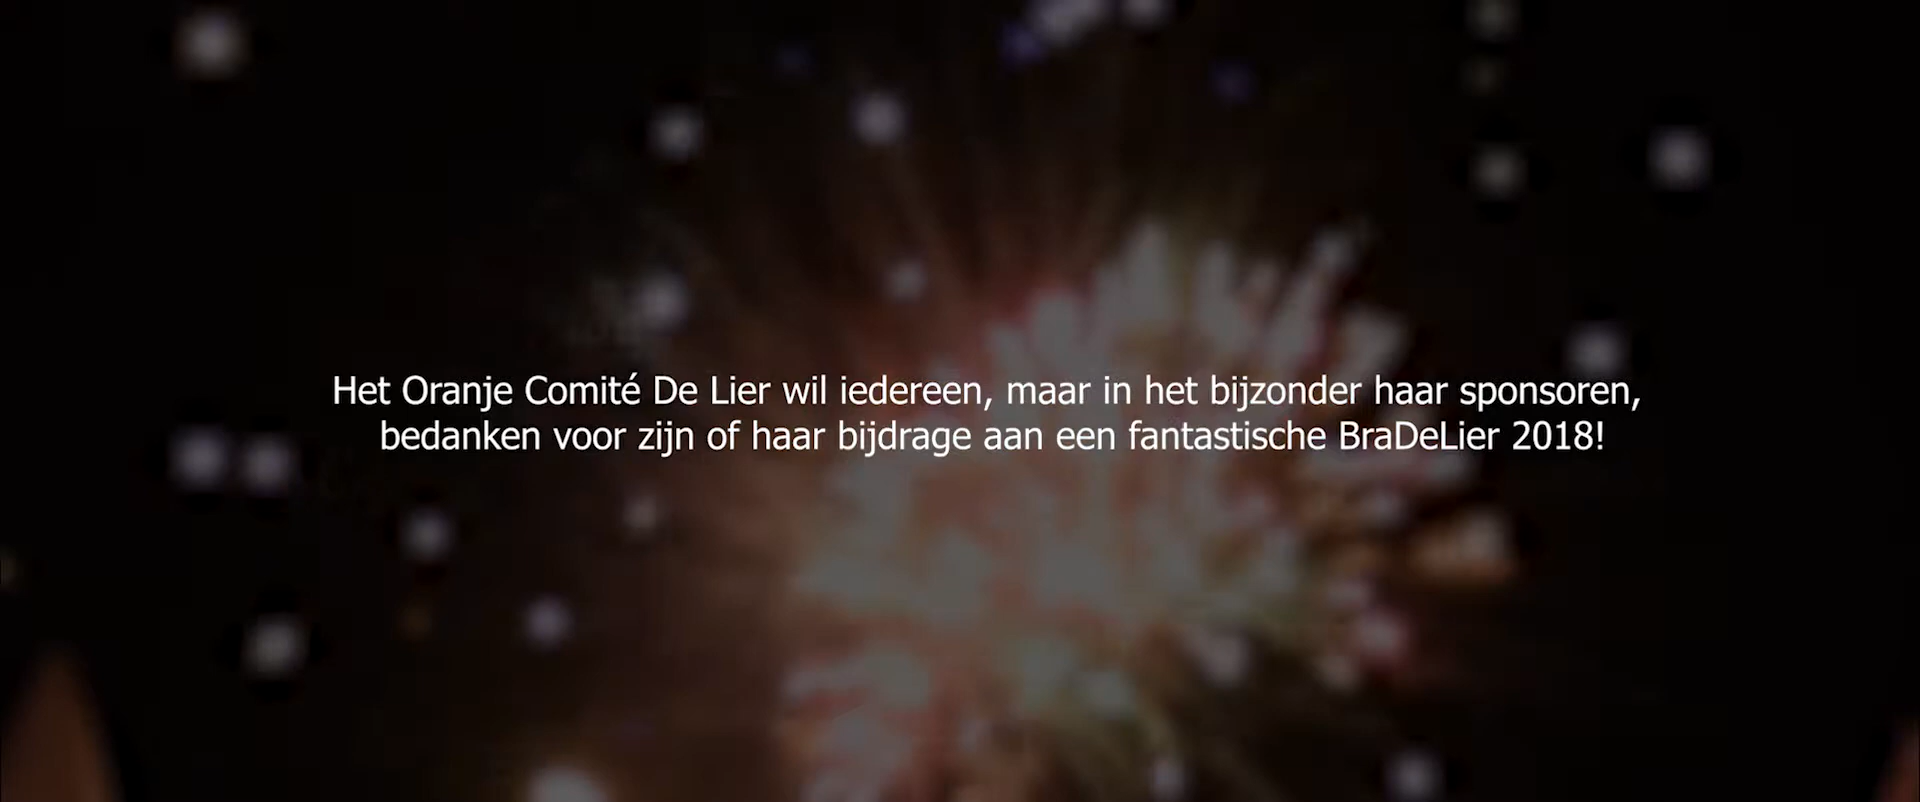 Het Oranje Comité De Lier wil iedereen, maar in het bijzonder haar sponsoren,
bedanken voor zijn of haar bijdrage aan een fantastische BraDeLier 2018!